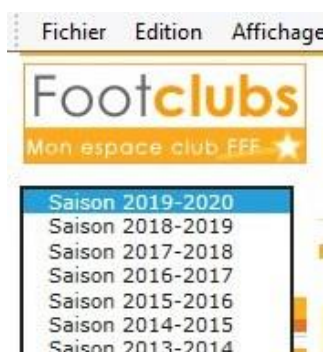 Fichier Edition Affichage
Footclubs
Mon espace club FFF
Saison 2019-2020
Saison 2018-2019
Saison 2017-2018
Saison 2016-2017
Saison 2015-2016
Saison 2014-2015
Saison 2013-2014